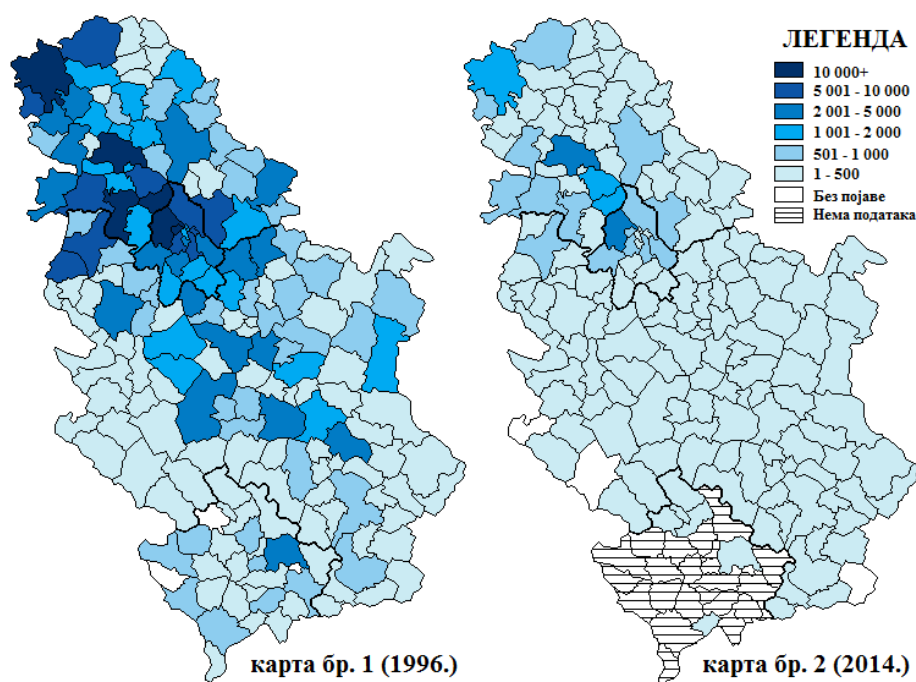 ЛЕГЕНДА
10 000+
5 001 - 10 000
2 001 - 5 000
1 001 - 2 000
501 - 1 000
1 - 500
Без појаве
Нема података
карта бр. 1 (1996.)
карта бр. 2 (2014.)